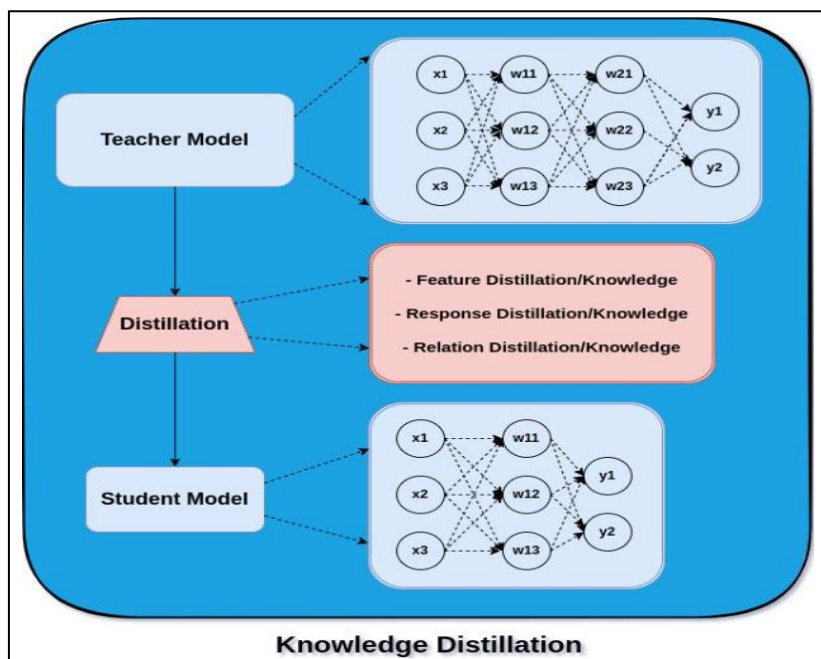 Teacher Model
x1 w11 w21
x2 w12 w22
x3 w13 w23
y1
y2
Distillation
- Feature Distillation/Knowledge
- Response Distillation/Knowledge
- Relation Distillation/Knowledge
Student Model
x1 w11
x2 w12
x3 w13
y1
y2
Knowledge Distillation